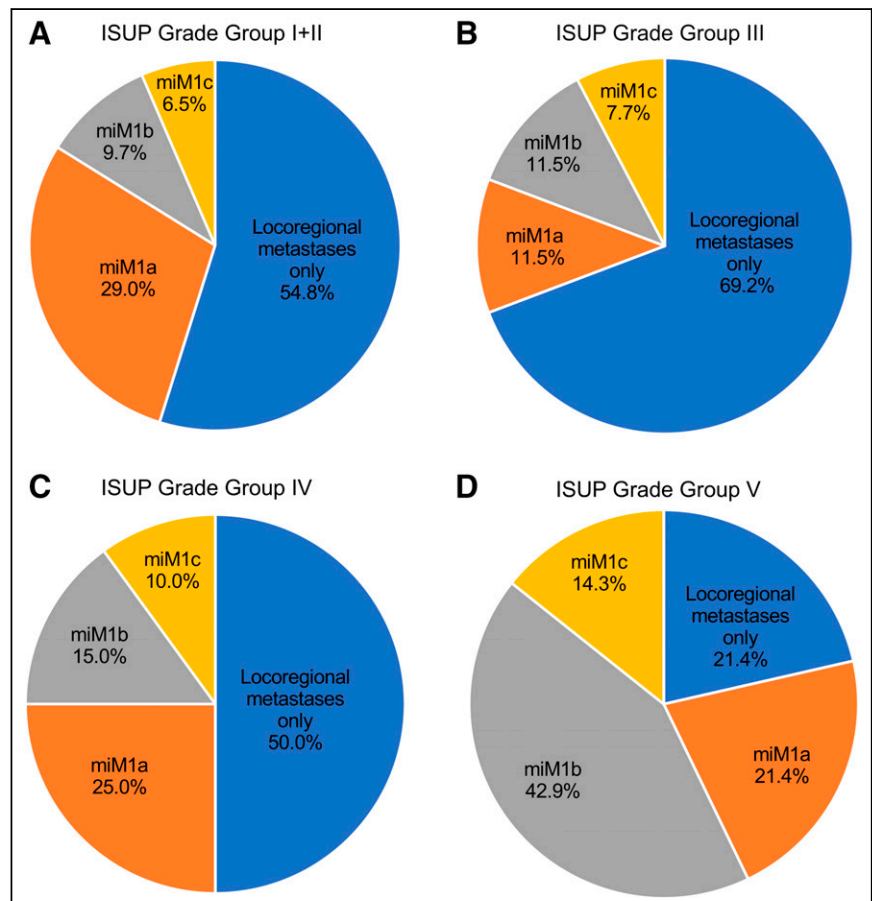 A
ISUP Grade Group I+II
miM1c
6.5%
miM1b
9.7%
miM1a
29.0%
Locoregional
metastases
only
54.8%
B
ISUP Grade Group III
miM1c
7.7%
miM1b
11.5%
miM1a
11.5%
Locoregional
metastases
only
69.2%
C
ISUP Grade Group IV
miM1c
10.0%
miM1b
15.0%
miM1a
25.0%
Locoregional
metastases
only
50.0%
D
ISUP Grade Group V
miM1c
14.3%
Locoregional
metastases
only
21.4%
miM1b
42.9%
miM1a
21.4%